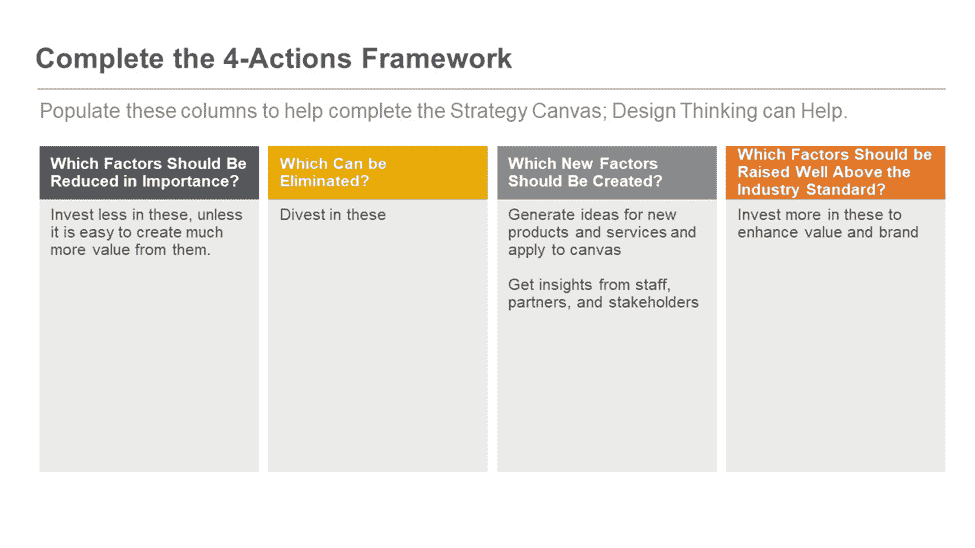 Complete the 4-Actions Framework
Populate these columns to help complete the Strategy Canvas; Design Thinking can Help.
Which Factors Should Be
Reduced in Importance?
Invest less in these, unless
it is easy to create much
more value from them.
Which Can be
Eliminated?
Divest in these
Which New Factors
Should Be Created?
Generate ideas for new
products and services and
apply to canvas
Get insights from staff,
partners, and stakeholders
Which Factors Should be
Raised Well Above the
Industry Standard?
Invest more in these to
enhance value and brand